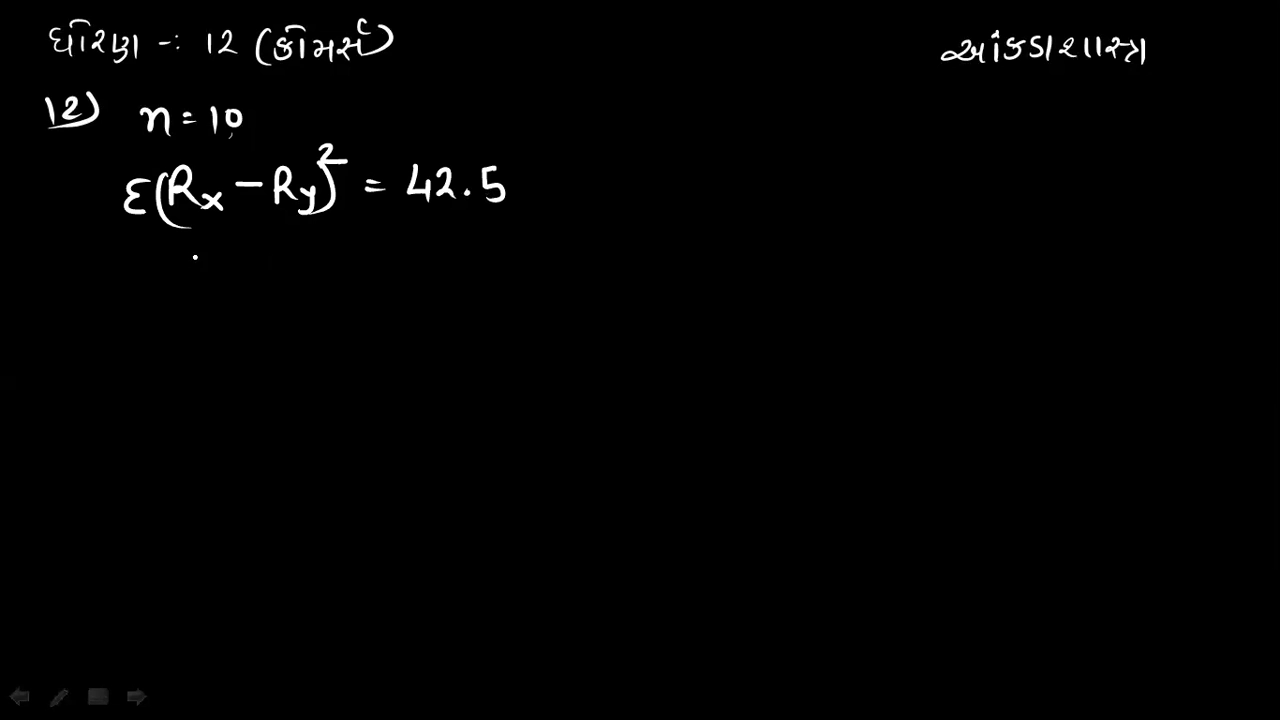 ધોરણ -: 12 (કોમર્સ)
આંકડાશાસ્ત્ર
12) n = 10,
Σ(Rx - Ry)² = 42.5